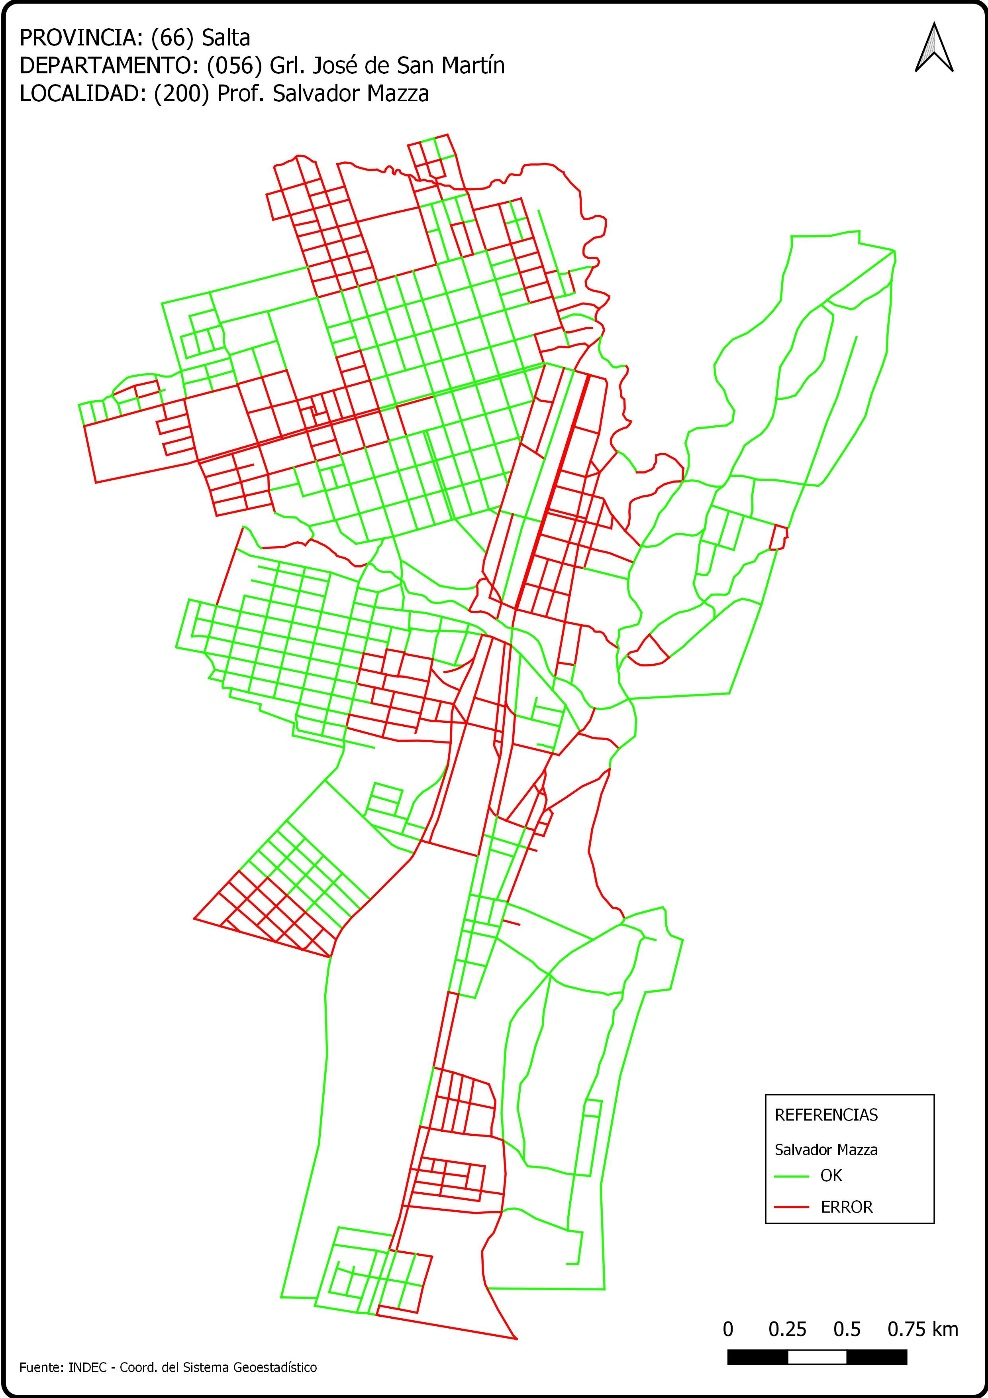 PROVINCIA: (66) Salta
DEPARTAMENTO: (056) Grl. José de San Martín
LOCALIDAD: (200) Prof. Salvador Mazza
REFERENCIAS
Salvador Mazza
OK
ERROR
0 0.25 0.5 0.75 km
Fuente: INDEC - Coord. del Sistema Geoestadístico